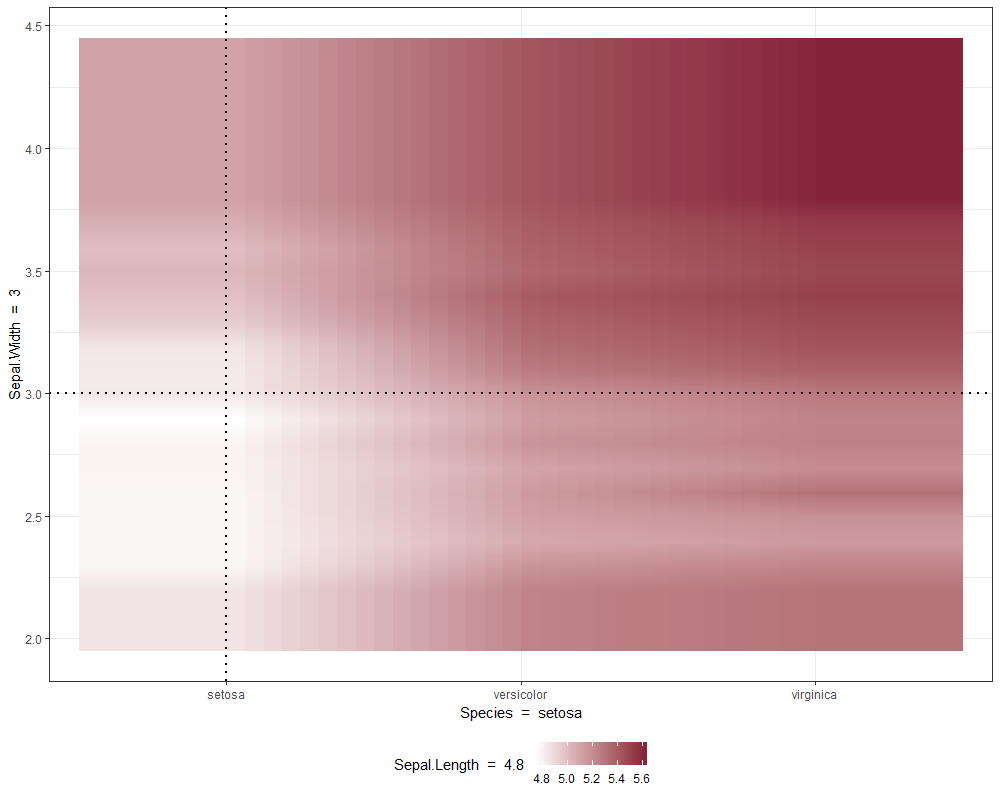 4.5
4.0
3.5
3.0
2.5
2.0
Sepal.Width = 3
setosa versicolor virginica
Species = setosa
Sepal.Length = 4.8
4.8 5.0 5.2 5.4 5.6